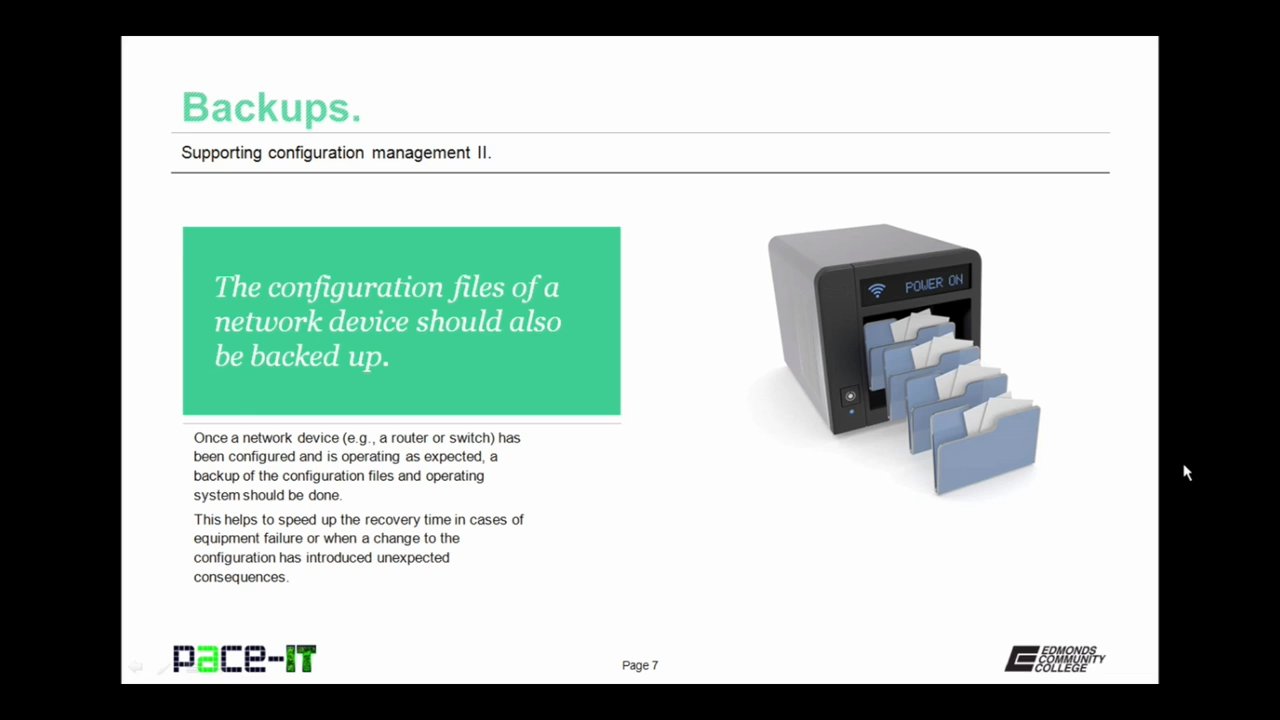 Backups.
Supporting configuration management II.
The configuration files of a
network device should also
be backed up.
POWER ON
Once a network device (e.g., a router or switch) has
been configured and is operating as expected, a
backup of the configuration files and operating
system should be done.
This helps to speed up the recovery time in cases of
equipment failure or when a change to the
configuration has introduced unexpected
consequences.
pace-IT
Page 7
EDMONDS
COMMUNITY
COLLEGE